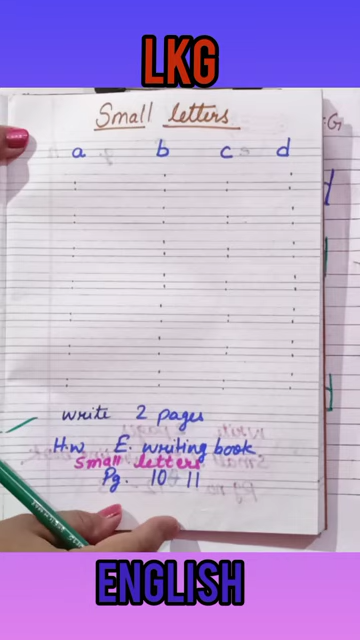 LKG
Small letters
a b c d
write 2 pages
H.w E. writing book
Small letters
Pg. 10 11
ENGLISH